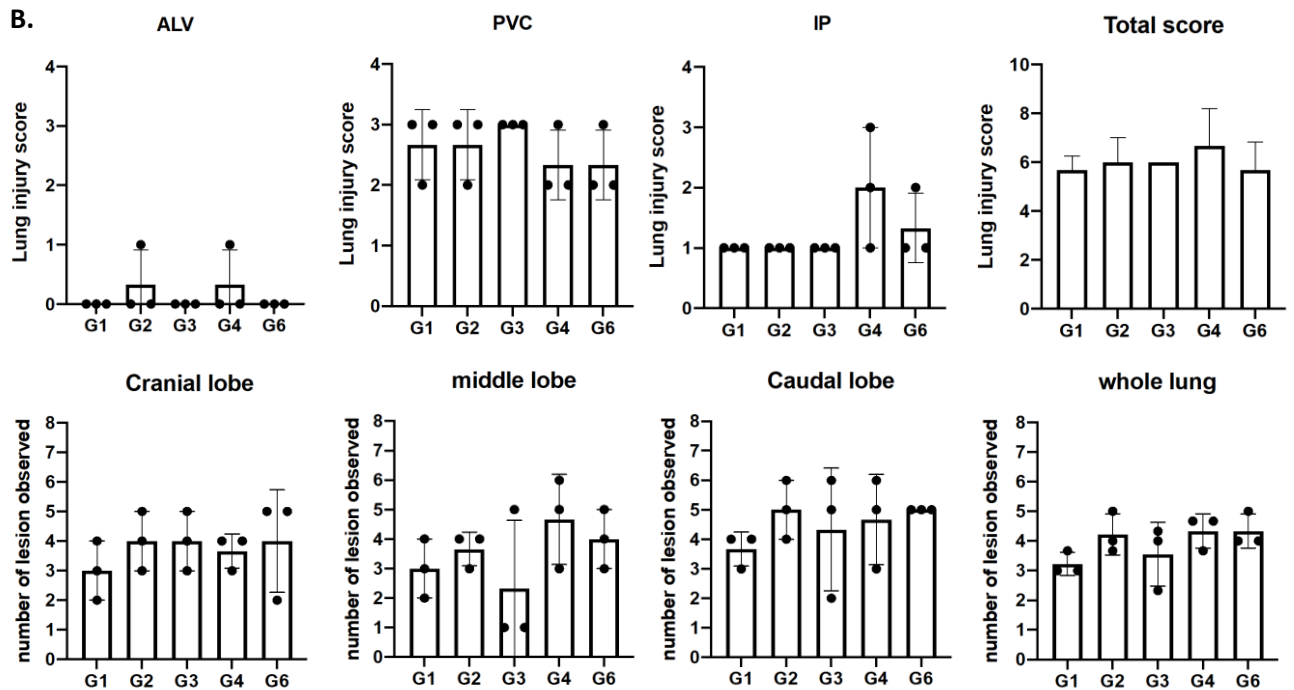 B.
ALV
Lung injury score
4
3
2
1
0
G1 G2 G3 G4 G6
PVC
Lung injury score
4
3
2
1
0
G1 G2 G3 G4 G6
IP
Lung injury score
4
3
2
1
0
G1 G2 G3 G4 G6
Total score
Lung injury score
10
8
6
4
2
0
G1 G2 G3 G4 G6
Cranial lobe
number of lesion observed
8
7
6
5
4
3
2
1
0
G1 G2 G3 G4 G6
middle lobe
number of lesion observed
8
7
6
5
4
3
2
1
0
G1 G2 G3 G4 G6
Caudal lobe
number of lesion observed
8
7
6
5
4
3
2
1
0
G1 G2 G3 G4 G6
whole lung
number of lesion observed
8
7
6
5
4
3
2
1
0
G1 G2 G3 G4 G6